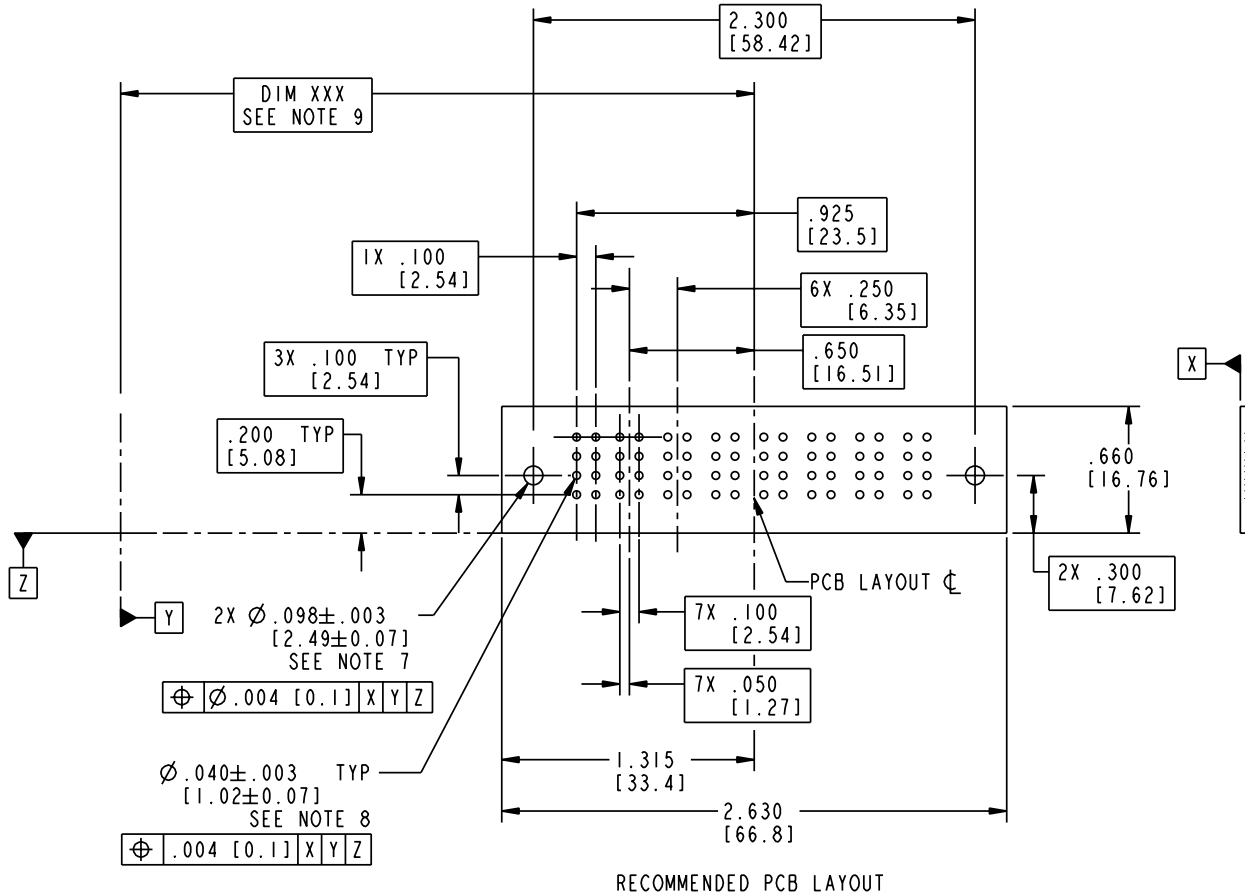 2.300
[58.42]
DIM XXX
SEE NOTE 9
.925
[23.5]
1X .100
[2.54]
6X .250
[6.35]
3X .100 TYP
[2.54]
.650
[16.51]
X
.200 TYP
[5.08]
.660
[16.76]
Z
PCB LAYOUT ℄
2X .300
[7.62]
Y
2X Ø.098±.003
[2.49±0.07]
SEE NOTE 7
7X .100
[2.54]
⌖ Ø.004 [0.1] X Y Z
7X .050
[1.27]
Ø.040±.003 TYP
[1.02±0.07]
SEE NOTE 8
1.315
[33.4]
⌖ .004 [0.1] X Y Z
2.630
[66.8]
RECOMMENDED PCB LAYOUT